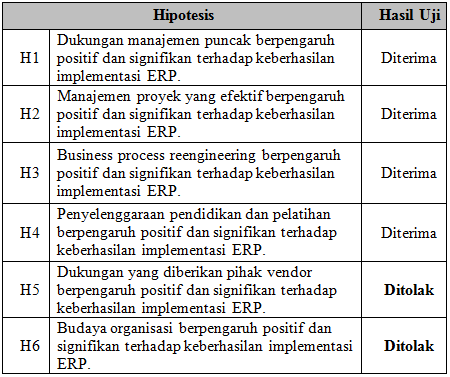 Hipotesis Hasil Uji
H1 Dukungan manajemen puncak berpengaruh
positif dan signifikan terhadap keberhasilan
implementasi ERP. Diterima
H2 Manajemen proyek yang efektif berpengaruh
positif dan signifikan terhadap keberhasilan
implementasi ERP. Diterima
H3 Business process reengineering berpengaruh
positif dan signifikan terhadap keberhasilan
implementasi ERP. Diterima
H4 Penyelenggaraan pendidikan dan pelatihan
berpengaruh positif dan signifikan terhadap
keberhasilan implementasi ERP. Diterima
H5 Dukungan yang diberikan pihak vendor
berpengaruh positif dan signifikan terhadap
keberhasilan implementasi ERP. Ditolak
H6 Budaya organisasi berpengaruh positif dan
signifikan terhadap keberhasilan implementasi
ERP. Ditolak